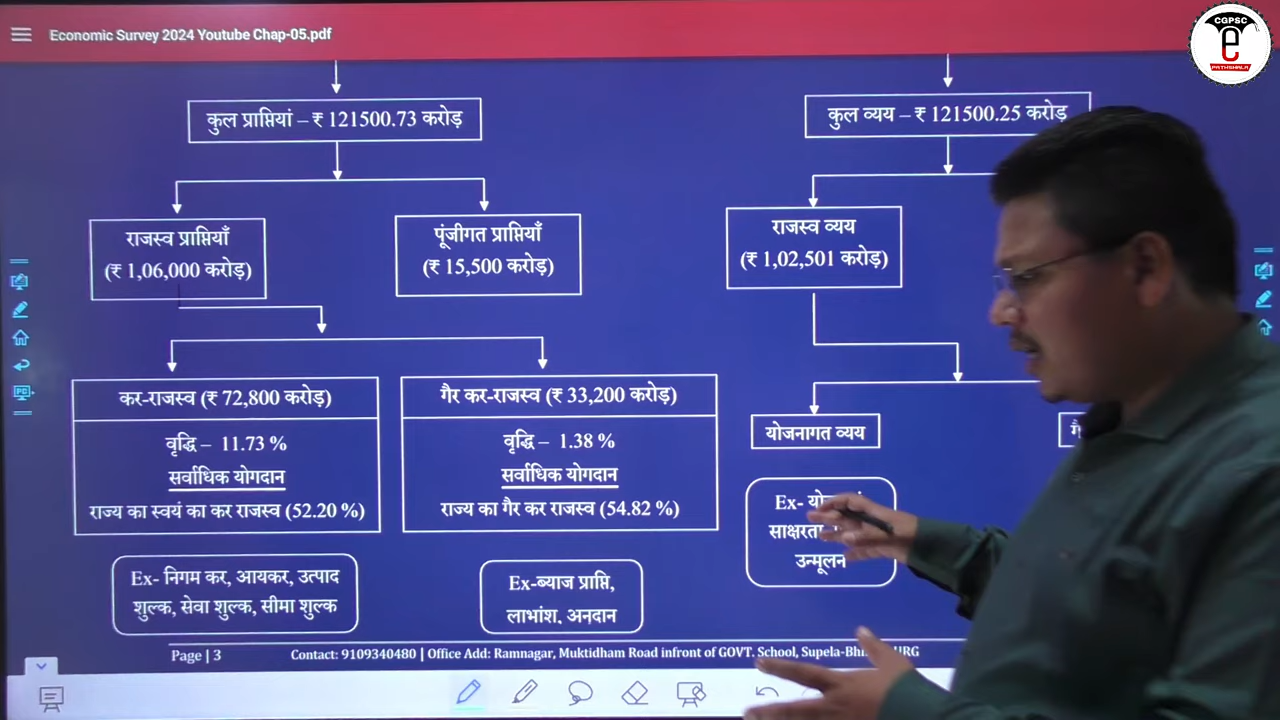 Economic Survey 2024 Youtube Chap-05.pdf
CGPSC
e
PATHSHALA
कुल प्राप्तियां – ₹ 121500.73 करोड़
कुल व्यय – ₹ 121500.25 करोड़
राजस्व प्राप्तियाँ
(₹ 1,06,000 करोड़)
पूंजीगत प्राप्तियाँ
(₹ 15,500 करोड़)
राजस्व व्यय
(₹ 1,02,501 करोड़)
कर-राजस्व (₹ 72,800 करोड़)
वृद्धि – 11.73 %
सर्वाधिक योगदान
राज्य का स्वयं का कर राजस्व (52.20 %)
गैर कर-राजस्व (₹ 33,200 करोड़)
वृद्धि – 1.38 %
सर्वाधिक योगदान
राज्य का गैर कर राजस्व (54.82 %)
योजनागत व्यय
Ex-
साक्षरता
उन्मूलन
Ex- निगम कर, आयकर, उत्पाद
शुल्क, सेवा शुल्क, सीमा शुल्क
Ex-ब्याज प्राप्ति,
लाभांश, अनुदान
Page | 3
Contact: 9109340480 | Office Add: Ramnagar, Muktidham Road infront of GOVT. School, Supela-
PC